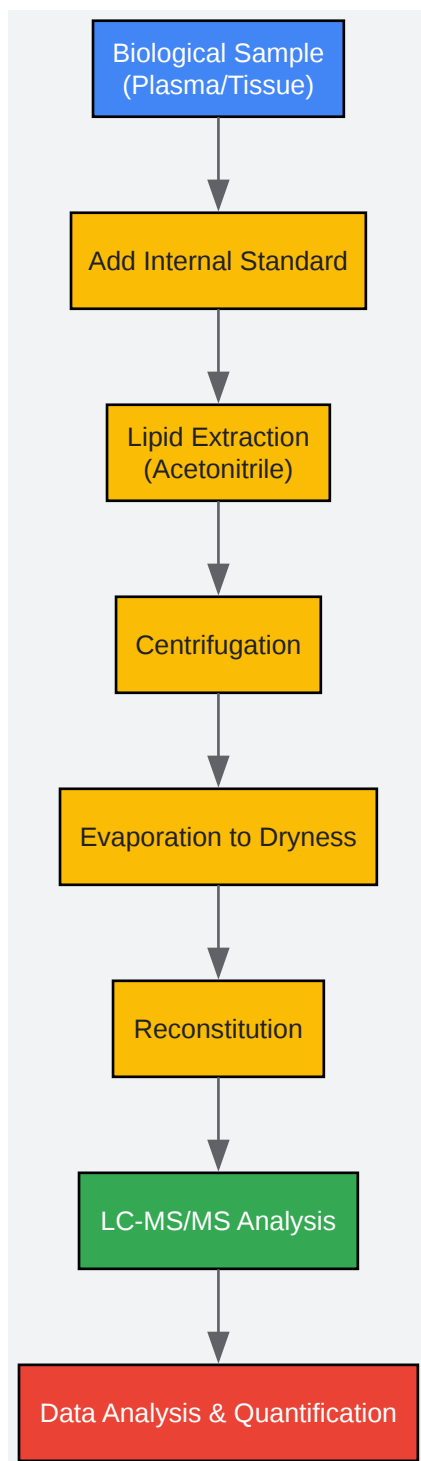 Biological Sample
(Plasma/Tissue)
Add Internal Standard
Lipid Extraction
(Acetonitrile)
Centrifugation
Evaporation to Dryness
Reconstitution
LC-MS/MS Analysis
Data Analysis & Quantification